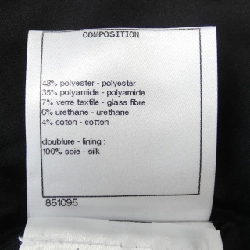 COMPOSITION
48% polyester - polyester
35% polyamide - polyamide
7% verre textile - glass fibre
6% urethane - urethane
4% coton - cotton
doublure - lining :
100% soie - silk
851095